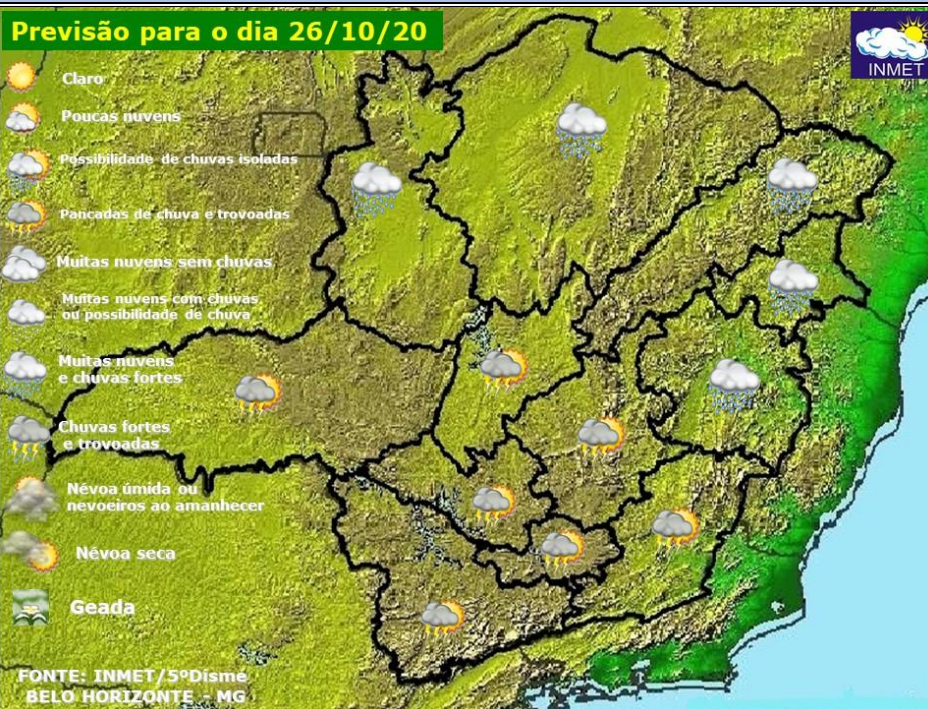 Previsão para o dia 26/10/20
INMET
Claro
Poucas nuvens
Possibilidade de chuvas isoladas
Pancadas de chuva e trovoadas
Muitas nuvens sem chuvas
Muitas nuvens com chuvas
ou possibilidade de chuva
Muitas nuvens
e chuvas fortes
Chuvas fortes
e trovoadas
Névoa úmida ou
nevoeiros ao amanhecer
Névoa seca
Geada
FONTE: INMET/5ºDisme
BELO HORIZONTE - MG